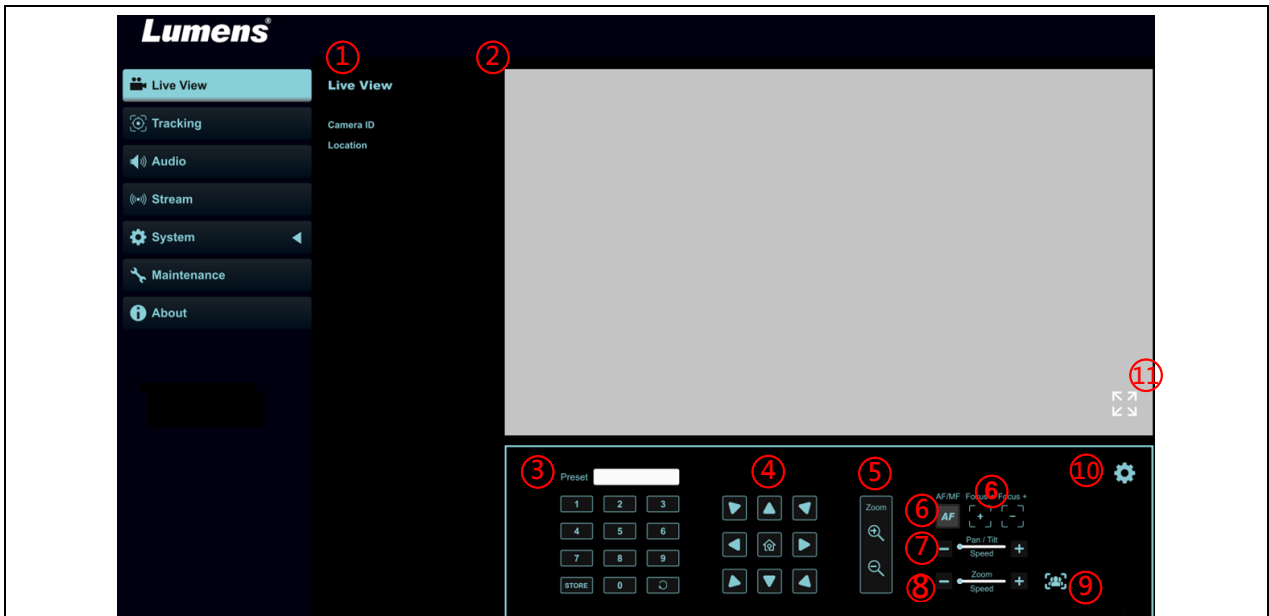 Lumens®
① ②
Live View
Tracking
Audio
Stream
System
Maintenance
About
Live View
Camera ID
Location
⑪
③ ④ ⑤ ⑩
Preset
1 2 3
4 5 6
7 8 9
STORE 0
Zoom
⑥ ⑥
AF/MF Focus + Focus +
AF
⑦ Pan / Tilt
Speed
⑧ Zoom
Speed
⑨